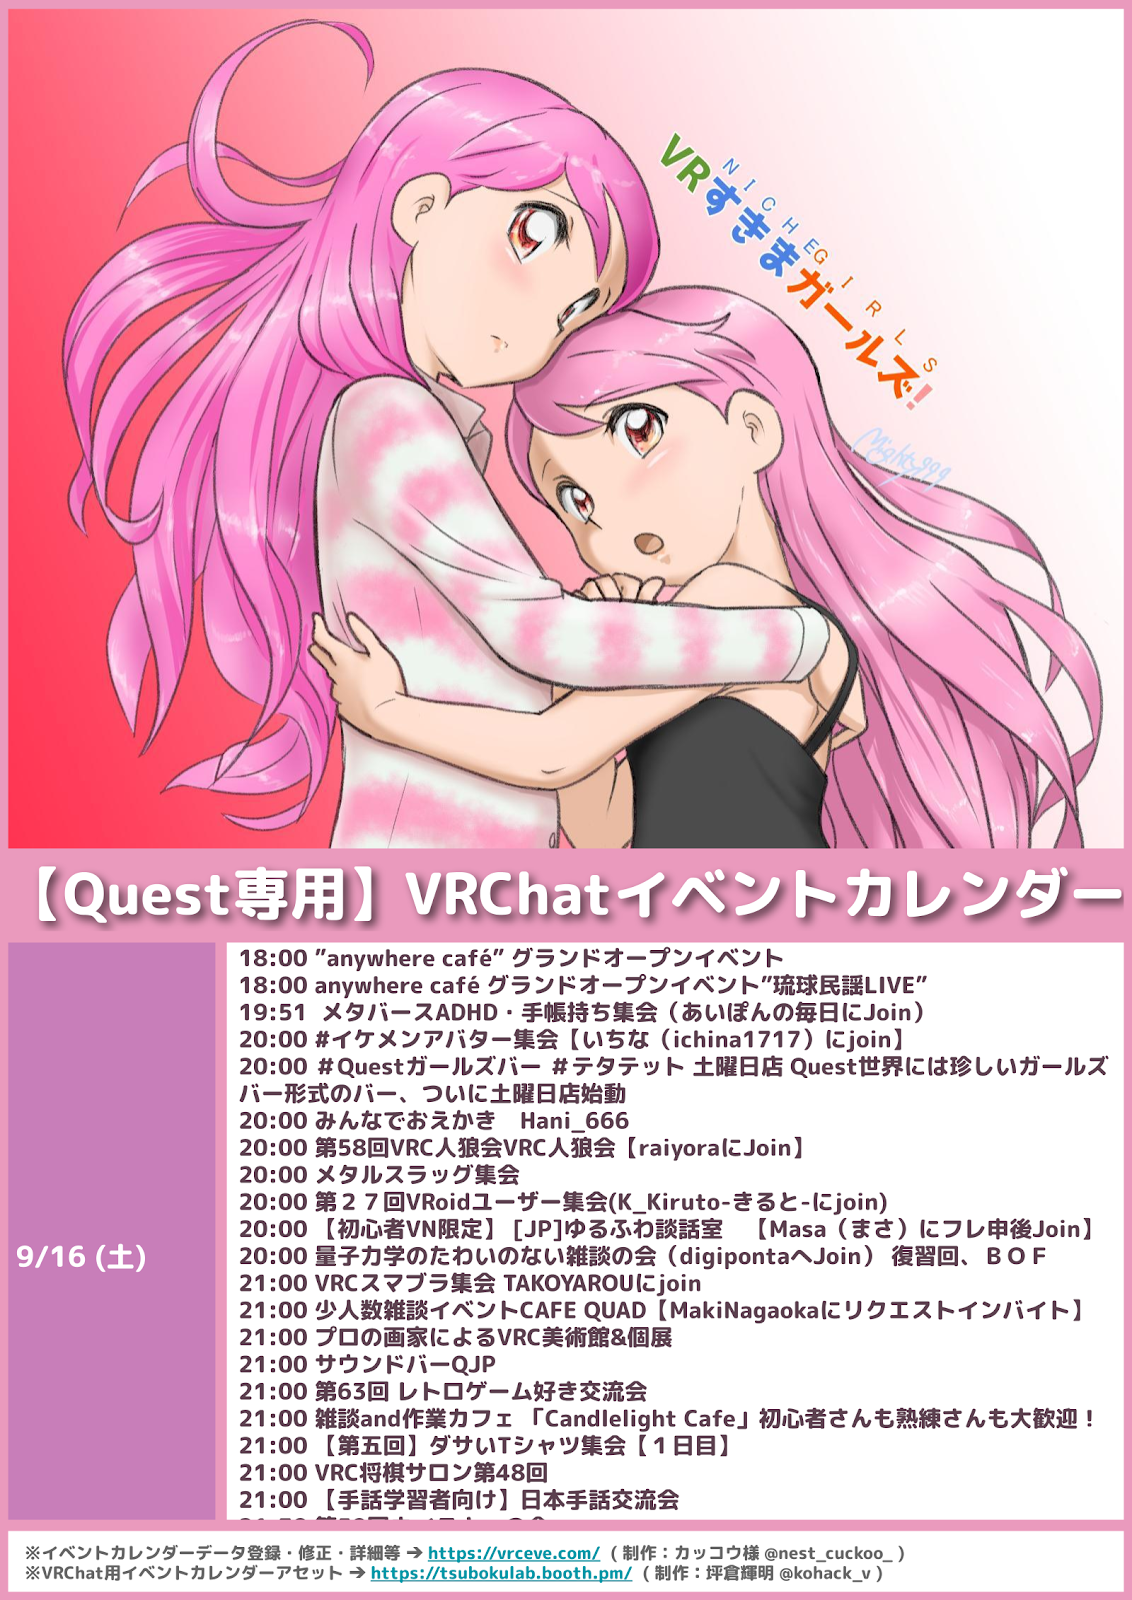 VRすきまガールズ!
NICHE GIRLS
Mighty999
【Quest専用】VRChatイベントカレンダー
9/16 (土)
18:00 ”anywhere café” グランドオープンイベント
18:00 anywhere café グランドオープンイベント”琉球民謡LIVE”
19:51 メタバースADHD・手帳持ち集会（あいぽんの毎日にJoin）
20:00 #イケメンアバター集会【いちな（ichina1717）にjoin】
20:00 ＃Questガールズバー ＃テタテット 土曜日店 Quest世界には珍しいガールズ
バー形式のバー、ついに土曜日店始動
20:00 みんなでおえかき　Hani_666
20:00 第58回VRC人狼会VRC人狼会【raiyoraにJoin】
20:00 メタルスラッグ集会
20:00 第２７回VRoidユーザー集会(K_Kiruto-きると-にjoin)
20:00 【初心者VN限定】 [JP]ゆるふわ談話室　【Masa（まさ）にフレ申後Join】
20:00 量子力学のたわいのない雑談の会（digipontaへJoin） 復習回、ＢＯＦ
21:00 VRCスマブラ集会 TAKOYAROUにjoin
21:00 少人数雑談イベントCAFE QUAD【MakiNagaokaにリクエストインバイト】
21:00 プロの画家によるVRC美術館&個展
21:00 サウンドバーQJP
21:00 第63回 レトロゲーム好き交流会
21:00 雑談and作業カフェ 「Candlelight Cafe」初心者さんも熟練さんも大歓迎！
21:00 【第五回】ダサいTシャツ集会【１日目】
21:00 VRC将棋サロン第48回
21:00 【手話学習者向け】日本手話交流会
※イベントカレンダーデータ登録・修正・詳細等 ➔ https://vrceve.com/ （制作：カッコウ様 @nest_cuckoo_ ）
※VRChat用イベントカレンダーアセット ➔ https://tsubokulab.booth.pm/ （制作：坪倉輝明 @kohack_v ）